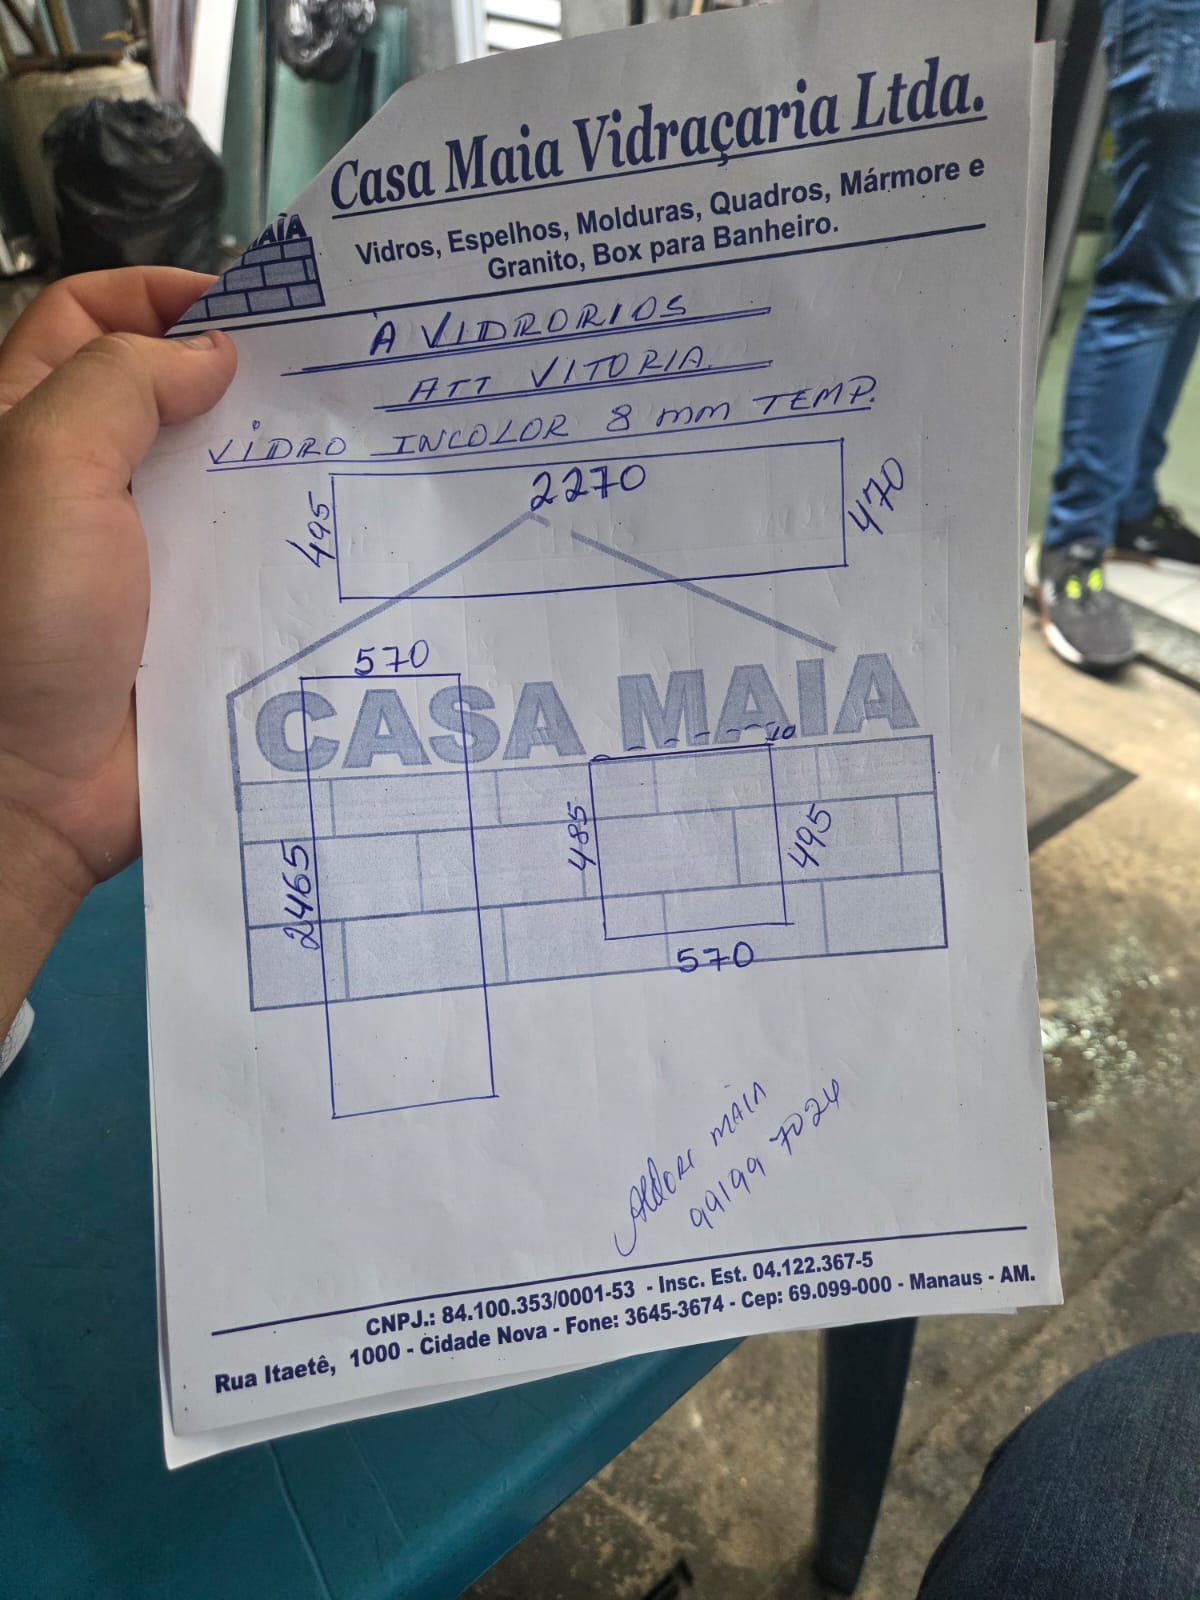 Casa Maia Vidraçaria Ltda.
Vidros, Espelhos, Molduras, Quadros, Mármore e
Granito, Box para Banheiro.
AIA
À VIDRORIOS
ATT VITORIA
VIDRO INCOLOR 8 mm TEMP.
2270
495
470
570
CASA MAIA
10
2465
485
495
570
MAIA
99199 7024
CNPJ.: 84.100.353/0001-53 - Insc. Est. 04.122.367-5
Rua Itaetê, 1000 - Cidade Nova - Fone: 3645-3674 - Cep: 69.099-000 - Manaus - AM.